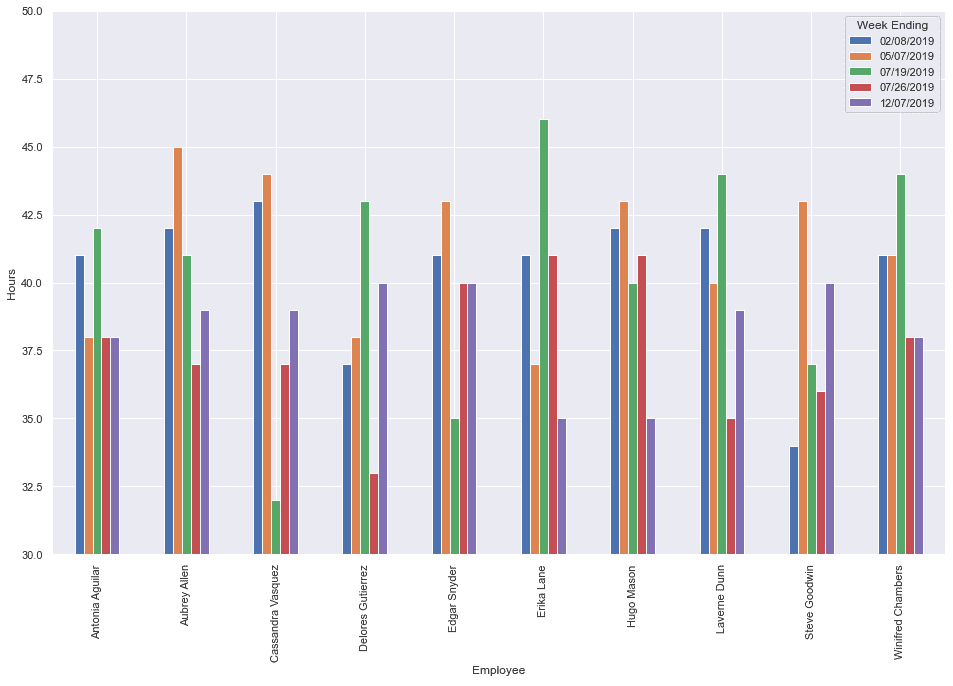 Week Ending
02/08/2019
05/07/2019
07/19/2019
07/26/2019
12/07/2019
Hours
50.0
47.5
45.0
42.5
40.0
37.5
35.0
32.5
30.0
Antonia Aguilar
Aubrey Allen
Cassandra Vasquez
Delores Gutierrez
Edgar Snyder
Erika Lane
Hugo Mason
Laverne Dunn
Steve Goodwin
Winifred Chambers
Employee